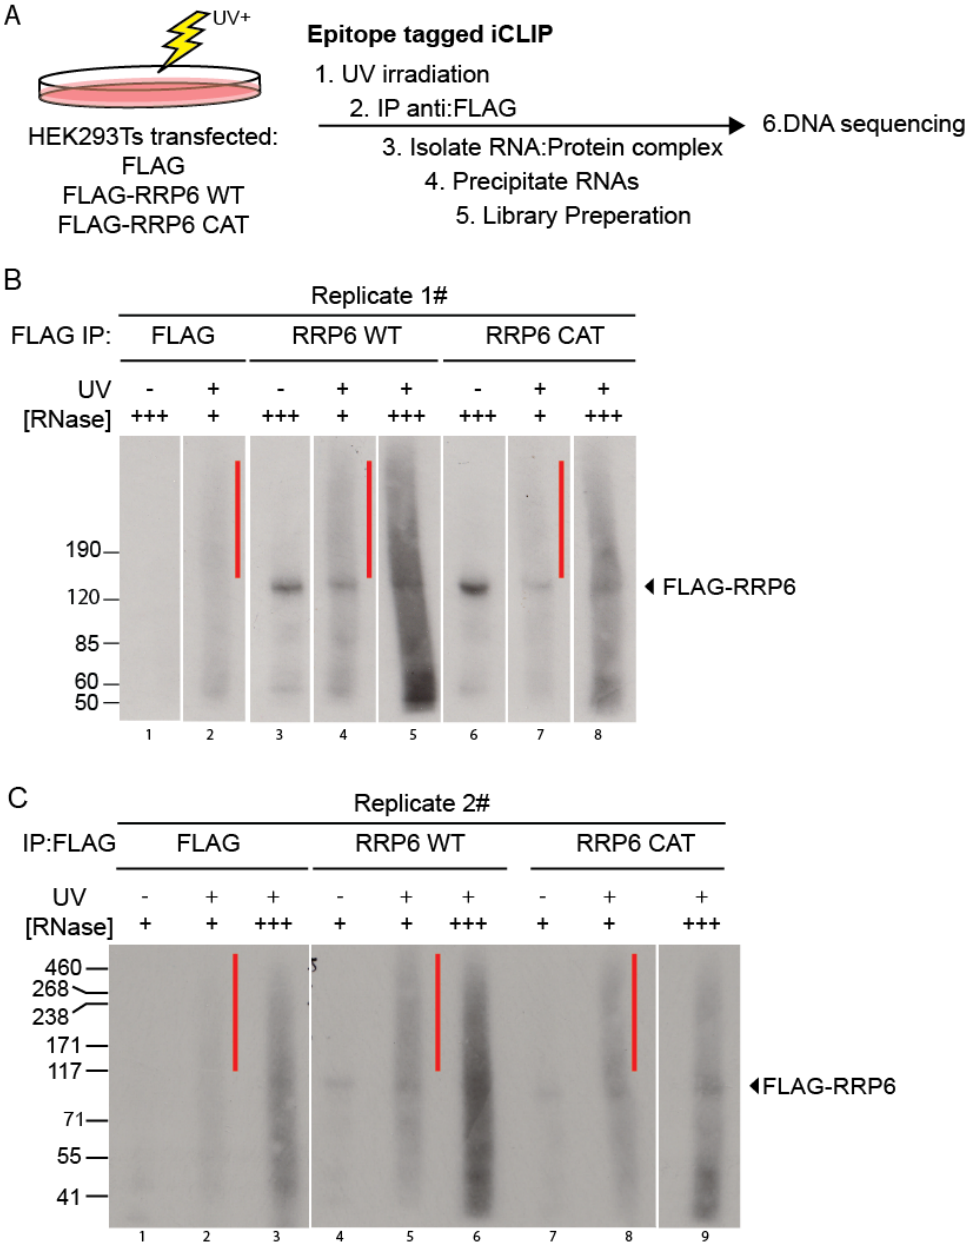 A
UV+
Epitope tagged iCLIP
1. UV irradiation
2. IP anti:FLAG
3. Isolate RNA:Protein complex
4. Precipitate RNAs
5. Library Preperation
6.DNA sequencing
HEK293Ts transfected:
FLAG
FLAG-RRP6 WT
FLAG-RRP6 CAT
B
Replicate 1#
FLAG IP: FLAG RRP6 WT RRP6 CAT
UV - + - + + - + +
[RNase] +++ + +++ + +++ +++ + +++
190
120
85
60
50
FLAG-RRP6
1 2 3 4 5 6 7 8
C
Replicate 2#
IP:FLAG FLAG RRP6 WT RRP6 CAT
UV - + + - + + - + +
[RNase] + + +++ + + +++ + + +++
460
268
238
171
117
71
55
41
5
FLAG-RRP6
1 2 3 4 5 6 7 8 9